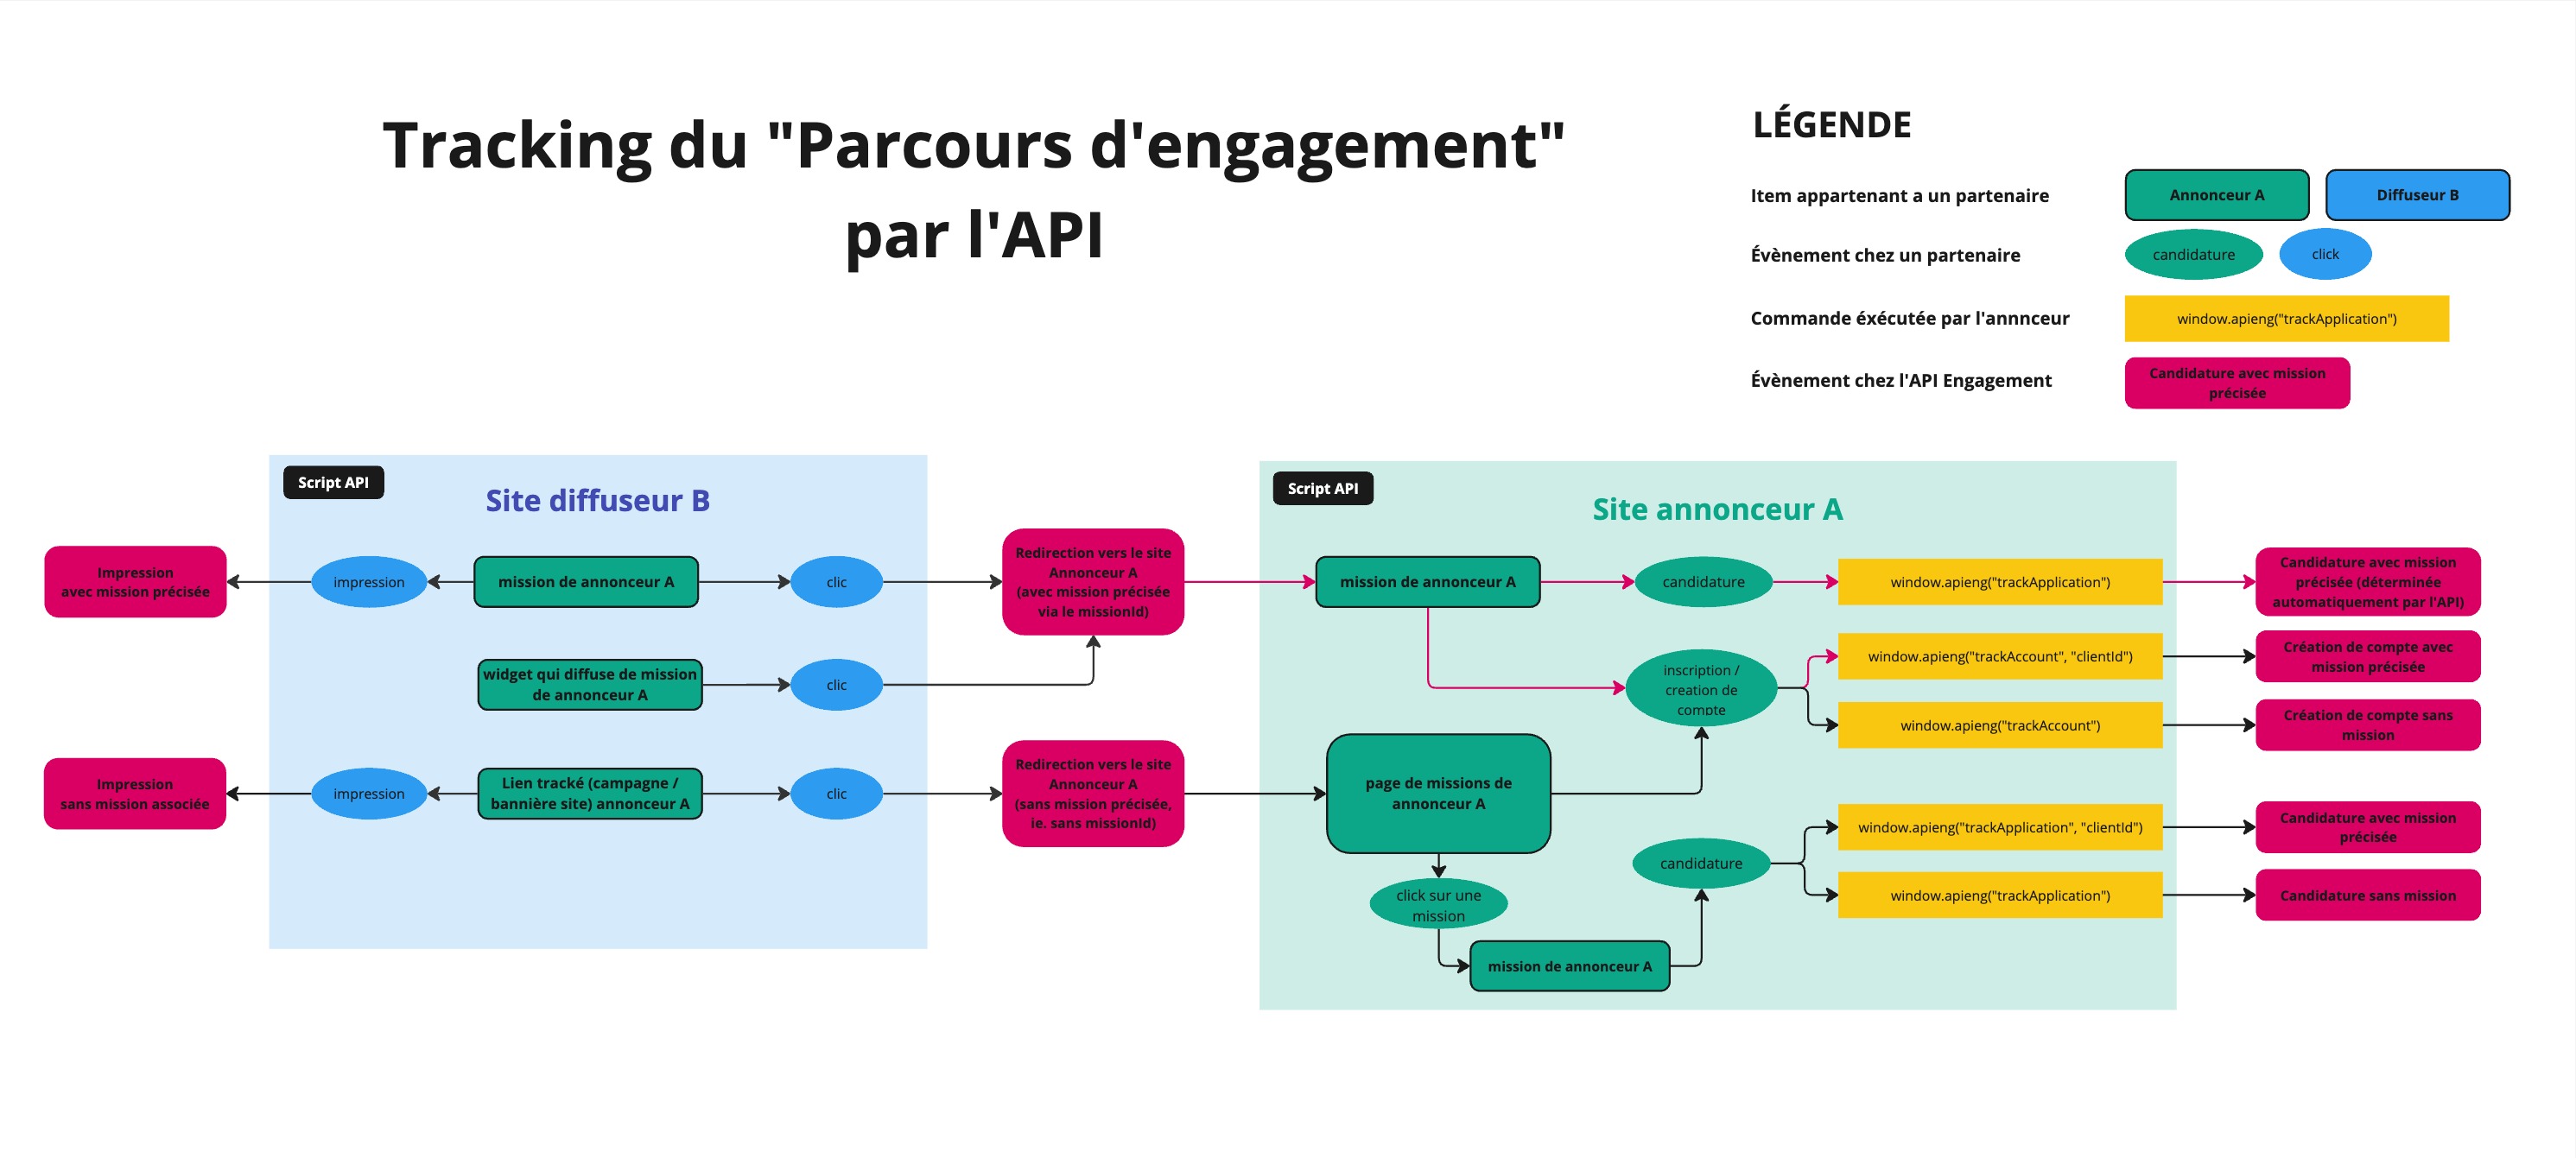 Tracking du "Parcours d'engagement"
par l'API
LÉGENDE
Item appartenant a un partenaire
Annonceur A
Diffuseur B
Évènement chez un partenaire
candidature
click
Commande éxécutée par l'annnceur
window.apieng("trackApplication")
Évènement chez l'API Engagement
Candidature avec mission
précisée
Script API
Site diffuseur B
Impression
avec mission précisée
impression
mission de annonceur A
clic
widget qui diffuse de mission
de annonceur A
clic
Impression
sans mission associée
impression
Lien tracké (campagne /
bannière site) annonceur A
clic
Redirection vers le site
Annonceur A
(avec mission précisée
via le missionId)
Redirection vers le site
Annonceur A
(sans mission précisée,
ie. sans missionId)
Script API
Site annonceur A
mission de annonceur A
candidature
window.apieng("trackApplication")
Candidature avec mission
précisée (déterminée
automatiquement par l'API)
inscription /
creation de
compte
window.apieng("trackAccount", "clientId")
Création de compte avec
mission précisée
window.apieng("trackAccount")
Création de compte sans
mission
page de missions de
annonceur A
click sur une
mission
mission de annonceur A
candidature
window.apieng("trackApplication", "clientId")
Candidature avec mission
précisée
window.apieng("trackApplication")
Candidature sans mission